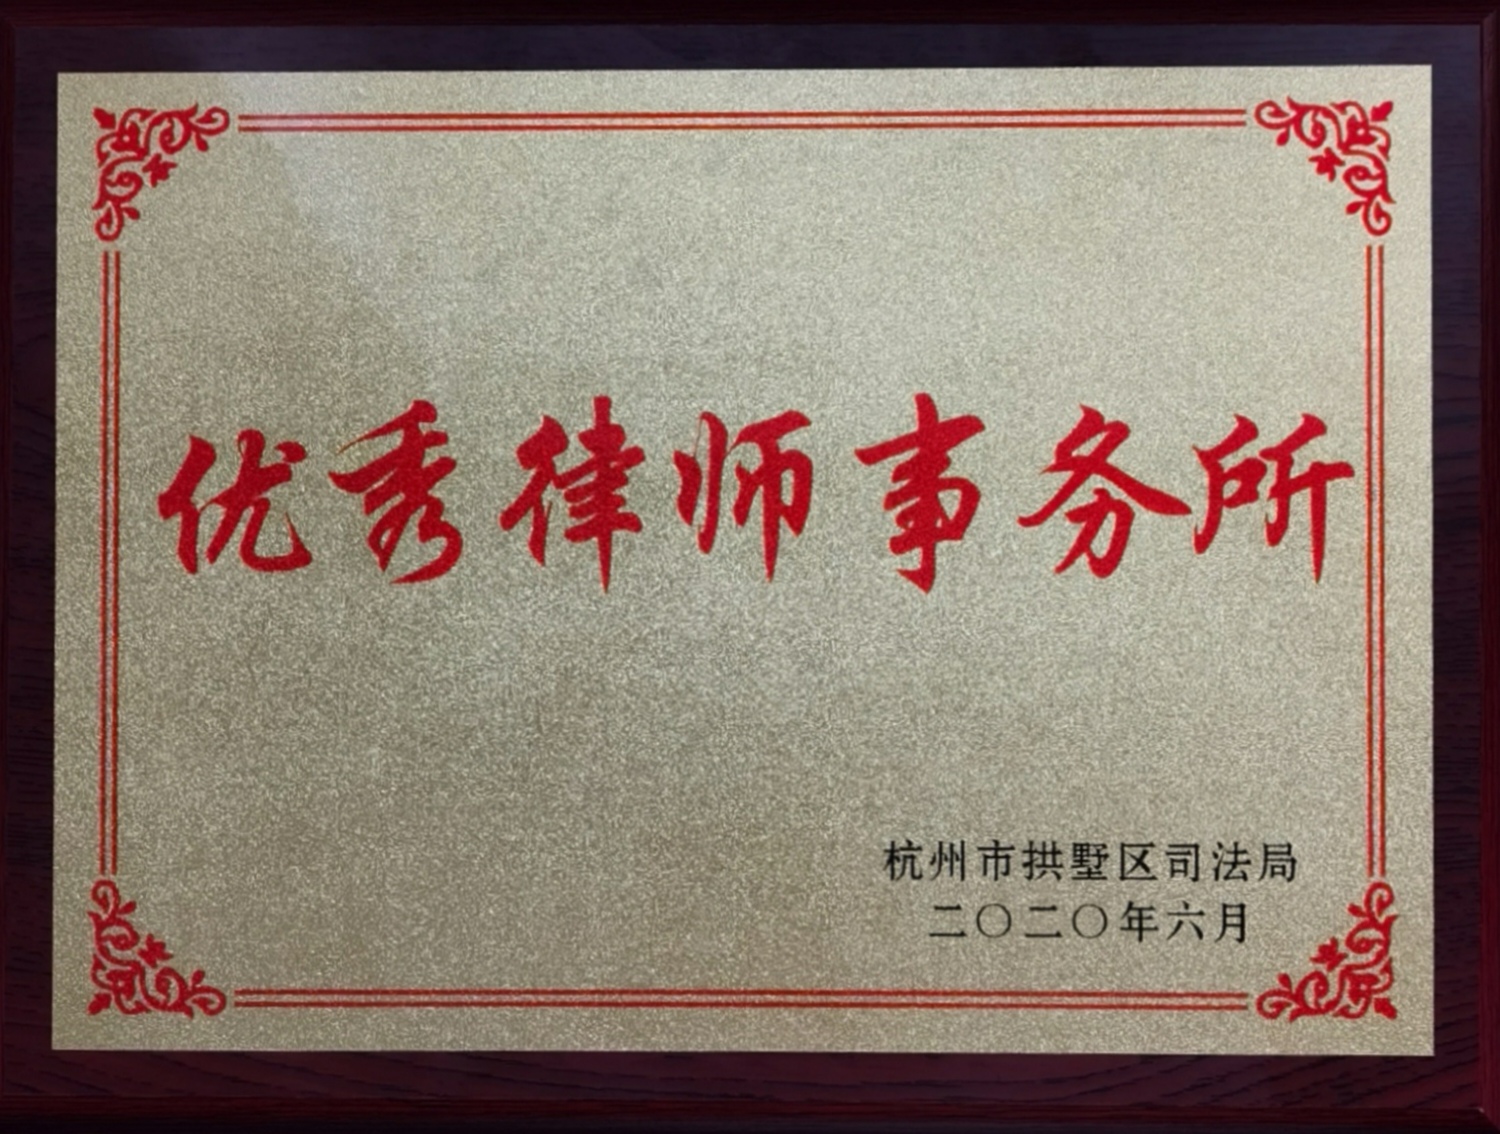 优秀律师事务所
杭州市拱墅区司法局
二〇二〇年六月